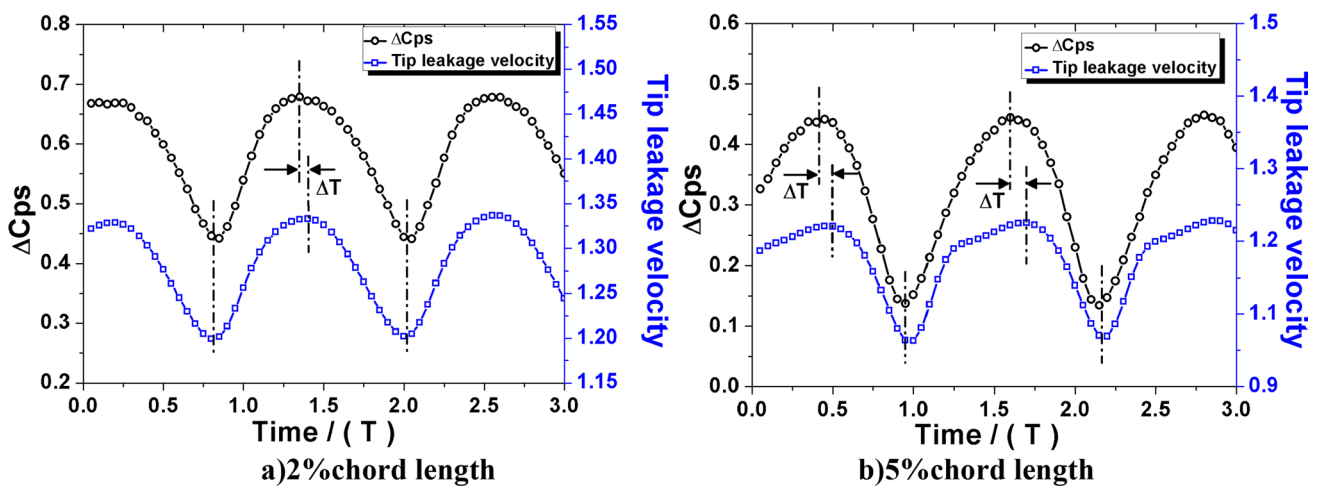 0.8
0.7
0.6
0.5
0.4
0.3
0.2
ΔCps
ΔCps
Tip leakage velocity
ΔT
1.55
1.50
1.45
1.40
1.35
1.30
1.25
1.20
1.15
Tip leakage velocity
0.0 0.5 1.0 1.5 2.0 2.5 3.0
Time / ( T )
a)2%chord length
0.6
0.5
0.4
0.3
0.2
0.1
0.0
ΔCps
ΔCps
Tip leakage velocity
ΔT ΔT
1.5
1.4
1.3
1.2
1.1
1.0
0.9
Tip leakage velocity
0.0 0.5 1.0 1.5 2.0 2.5 3.0
Time / ( T )
b)5%chord length